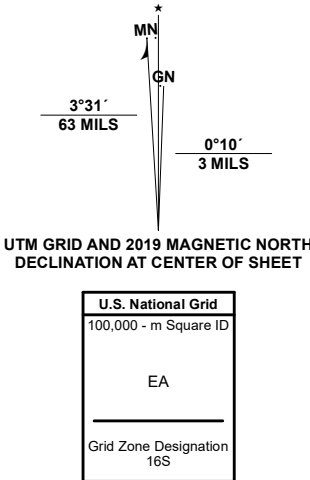 MN
GN
3°31´
63 MILS
0°10´
3 MILS
UTM GRID AND 2019 MAGNETIC NORTH
DECLINATION AT CENTER OF SHEET
U.S. National Grid
100,000 - m Square ID
EA
Grid Zone Designation
16S